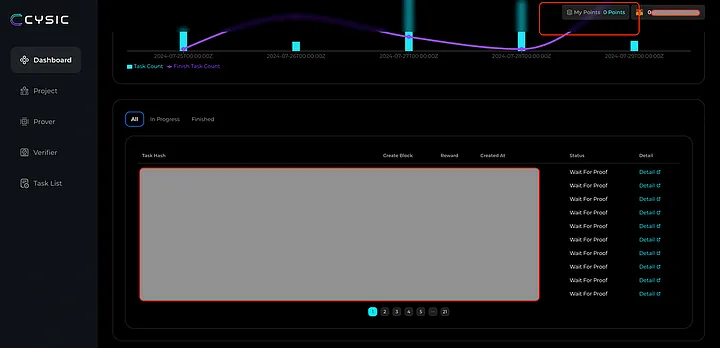 CYSIC
My Points 0 Points
0
Dashboard
Project
Prover
Verifier
Task List
2024-07-25T00:00:00Z 2024-07-26T00:00:00Z 2024-07-27T00:00:00Z 2024-07-28T00:00:00Z 2024-07-29T00:00:00Z
Task Count Finish Task Count
All In Progress Finished
Task Hash Create Block Reward Created At Status Detail
Wait For Proof Detail
Wait For Proof Detail
Wait For Proof Detail
Wait For Proof Detail
Wait For Proof Detail
Wait For Proof Detail
Wait For Proof Detail
Wait For Proof Detail
Wait For Proof Detail
Wait For Proof Detail
1 2 3 4 5 ··· 21